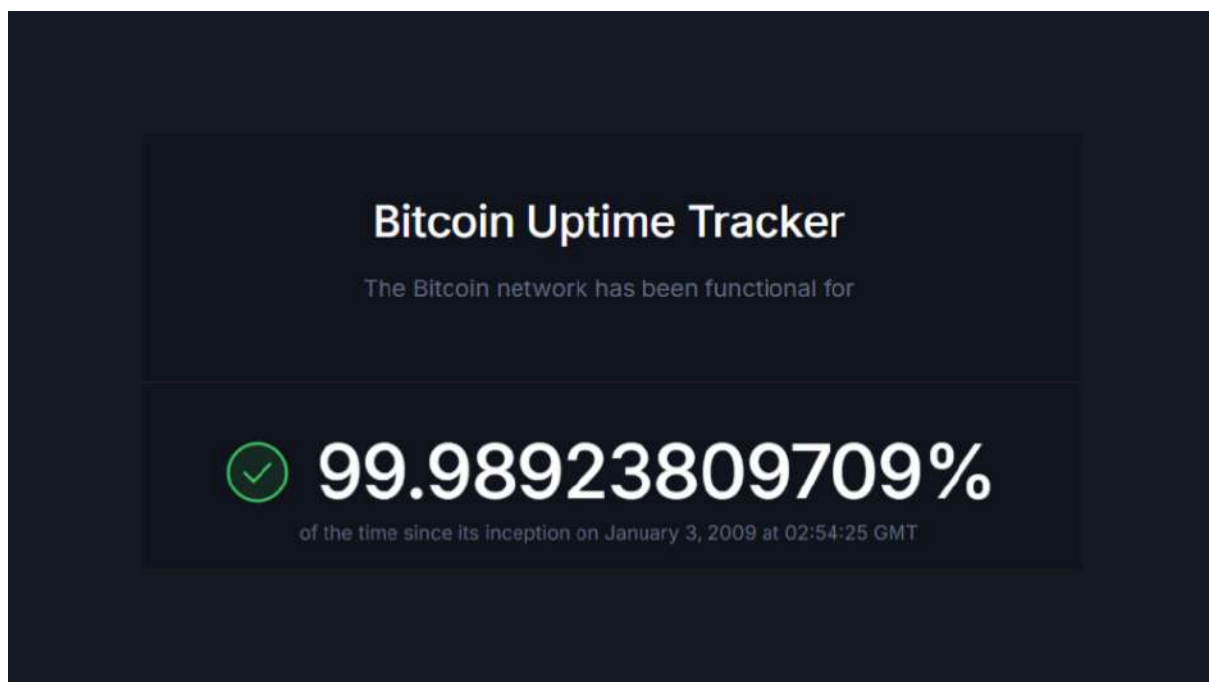 Bitcoin Uptime Tracker
The Bitcoin network has been functional for
99.98923809709%
of the time since its inception on January 3, 2009 at 02:54:25 GMT